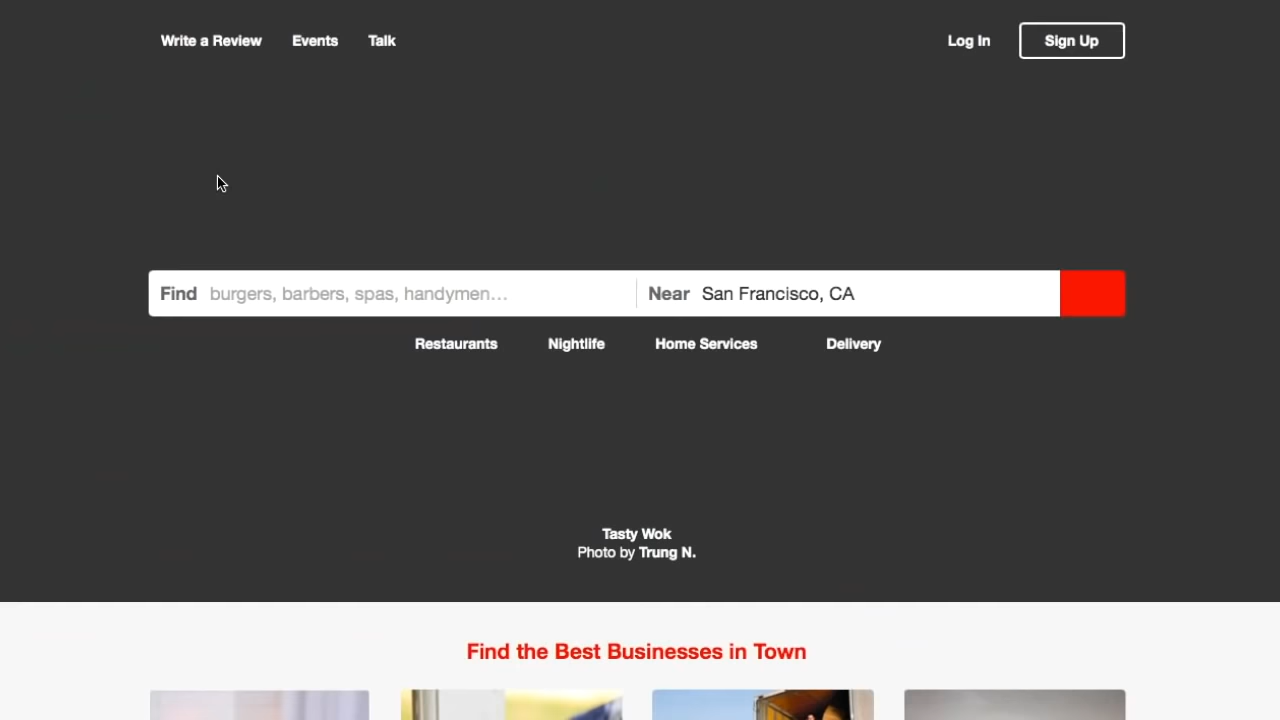 Write a Review Events Talk Log In Sign Up
Find burgers, barbers, spas, handymen... Near San Francisco, CA
Restaurants Nightlife Home Services Delivery
Tasty Wok
Photo by Trung N.
Find the Best Businesses in Town